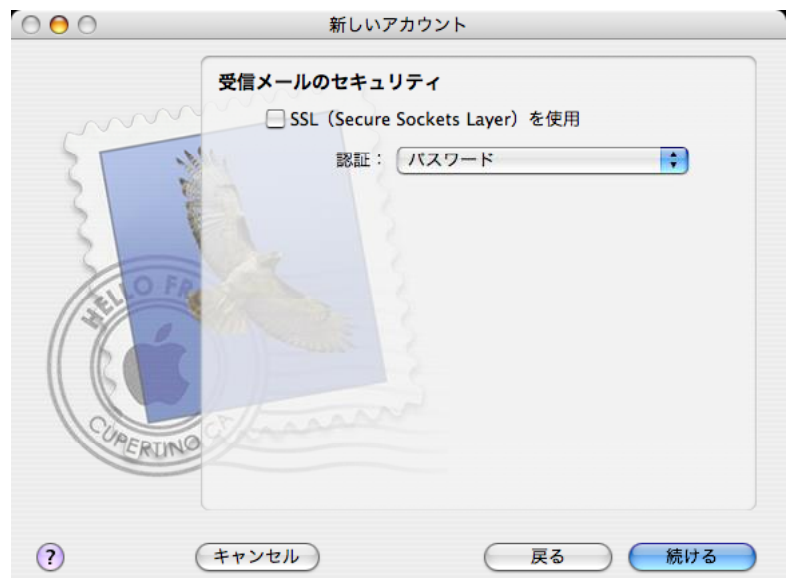 新しいアカウント
受信メールのセキュリティ
SSL（Secure Sockets Layer）を使用
認証： パスワード
HELLO FR
CUPERTINO CA
?
キャンセル
戻る
続ける